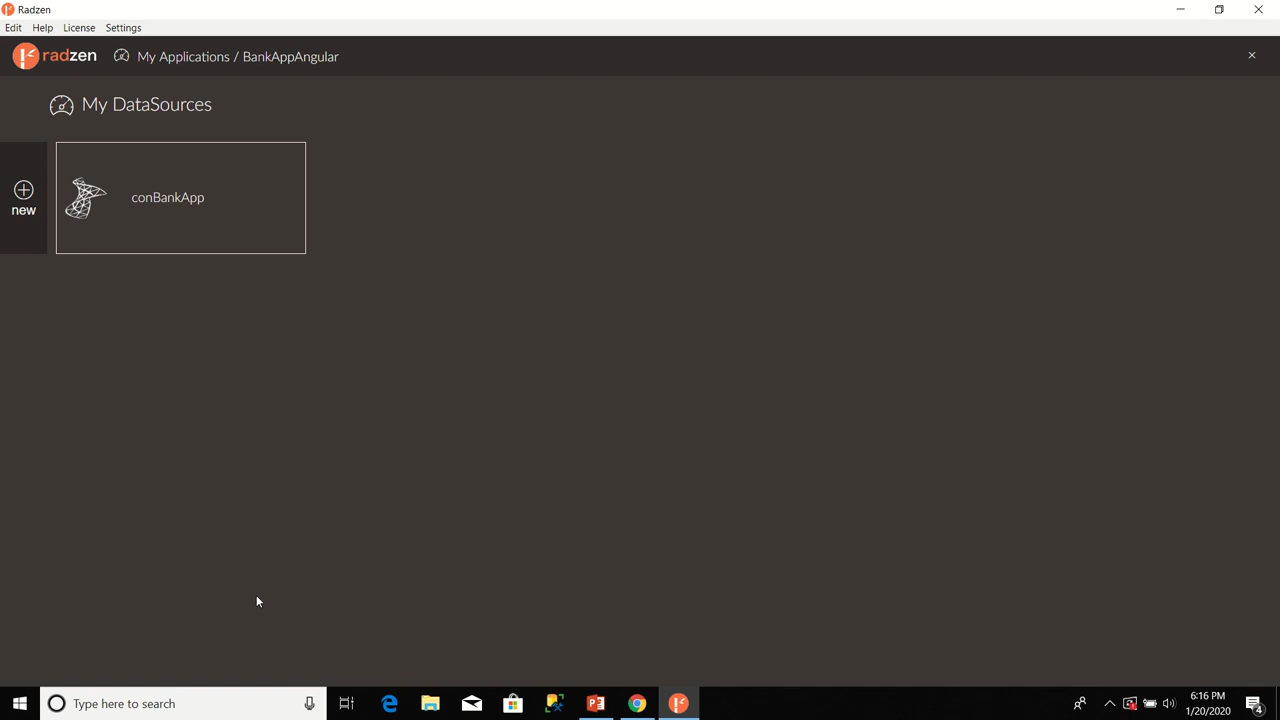 Radzen
Edit Help License Settings
radzen My Applications / BankAppAngular
My DataSources
new
conBankApp
Type here to search
6:16 PM
1/20/2020
4